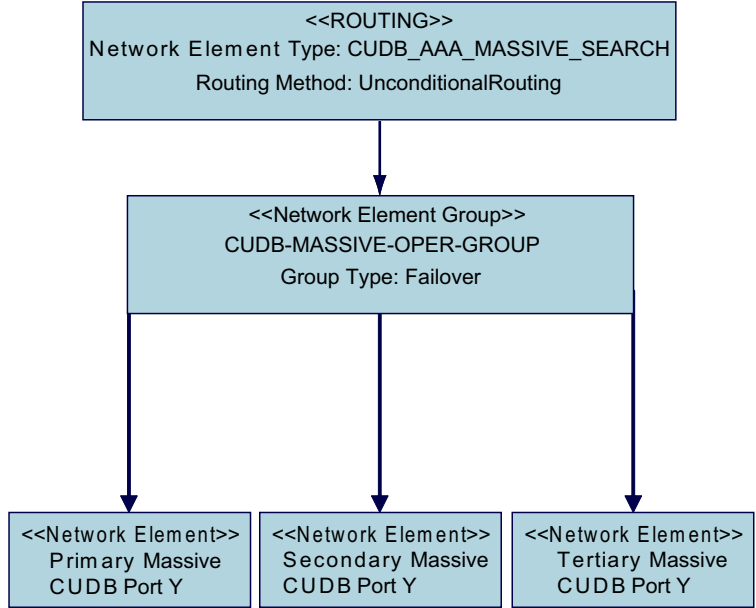 <<ROUTING>>
Network Element Type: CUDB_AAA_MASSIVE_SEARCH
Routing Method: UnconditionalRouting
<<Network Element Group>>
CUDB-MASSIVE-OPER-GROUP
Group Type: Failover
<<Network Element>>
Primary Massive
CUDB Port Y
<<Network Element>>
Secondary Massive
CUDB Port Y
<<Network Element>>
Tertiary Massive
CUDB Port Y